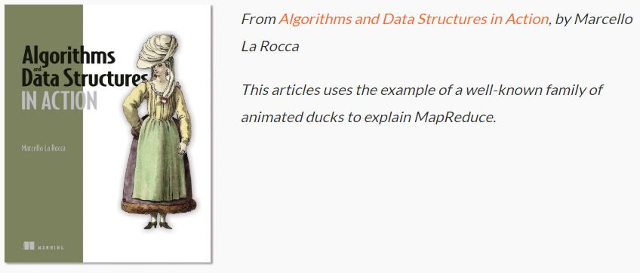 Algorithms
and
Data Structures
IN ACTION
Marcello La Rocca
MANNING
From Algorithms and Data Structures in Action, by Marcello
La Rocca
This articles uses the example of a well-known family of
animated ducks to explain MapReduce.